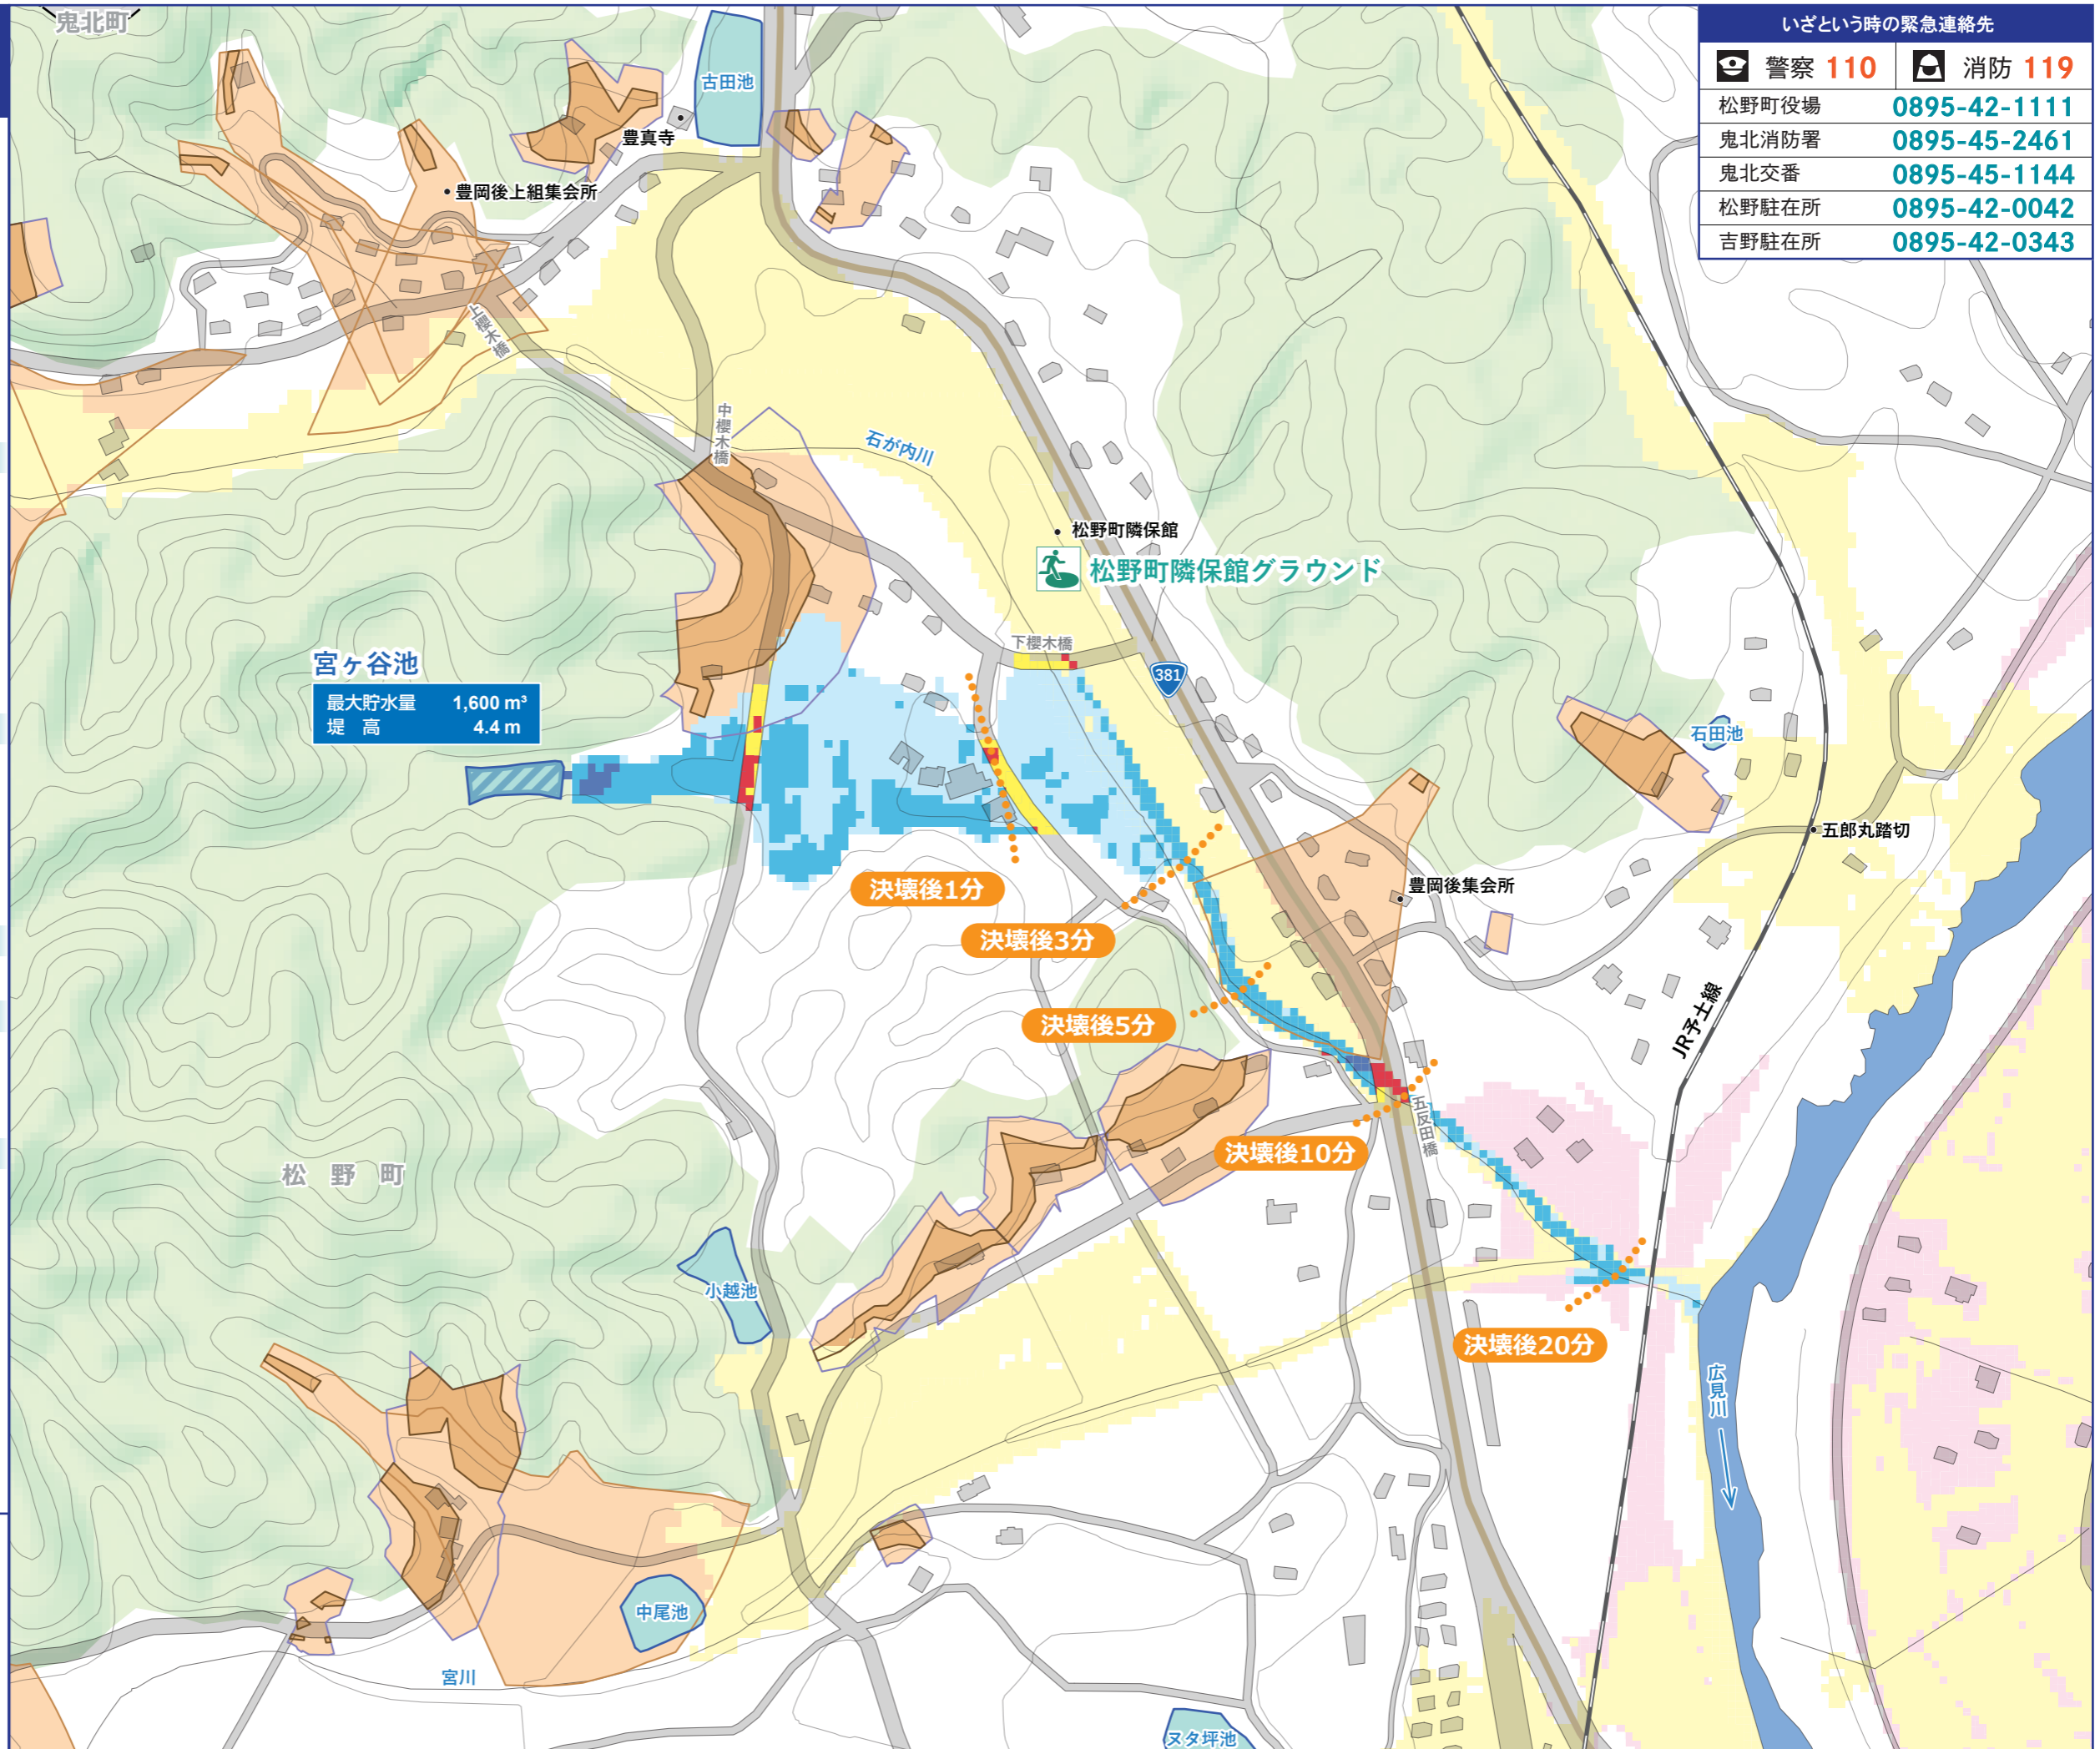 鬼北町
いざという時の緊急連絡先
警察 110 消防 119
松野町役場 0895-42-1111
鬼北消防署 0895-45-2461
鬼北交番 0895-45-1144
松野駐在所 0895-42-0042
吉野駐在所 0895-42-0343
古田池
豊真寺
豊岡後上組集会所
上櫻木橋
中櫻木橋
石が内川
松野町隣保館
松野町隣保館グラウンド
下櫻木橋
381
宮ヶ谷池
最大貯水量 1,600 m³
堤 高 4.4 m
石田池
五郎丸踏切
決壊後1分
豊岡後集会所
決壊後3分
決壊後5分
JR予土線
五反田橋
決壊後10分
松 野 町
小越池
決壊後20分
広見川
中尾池
宮川
ヌタ坪池